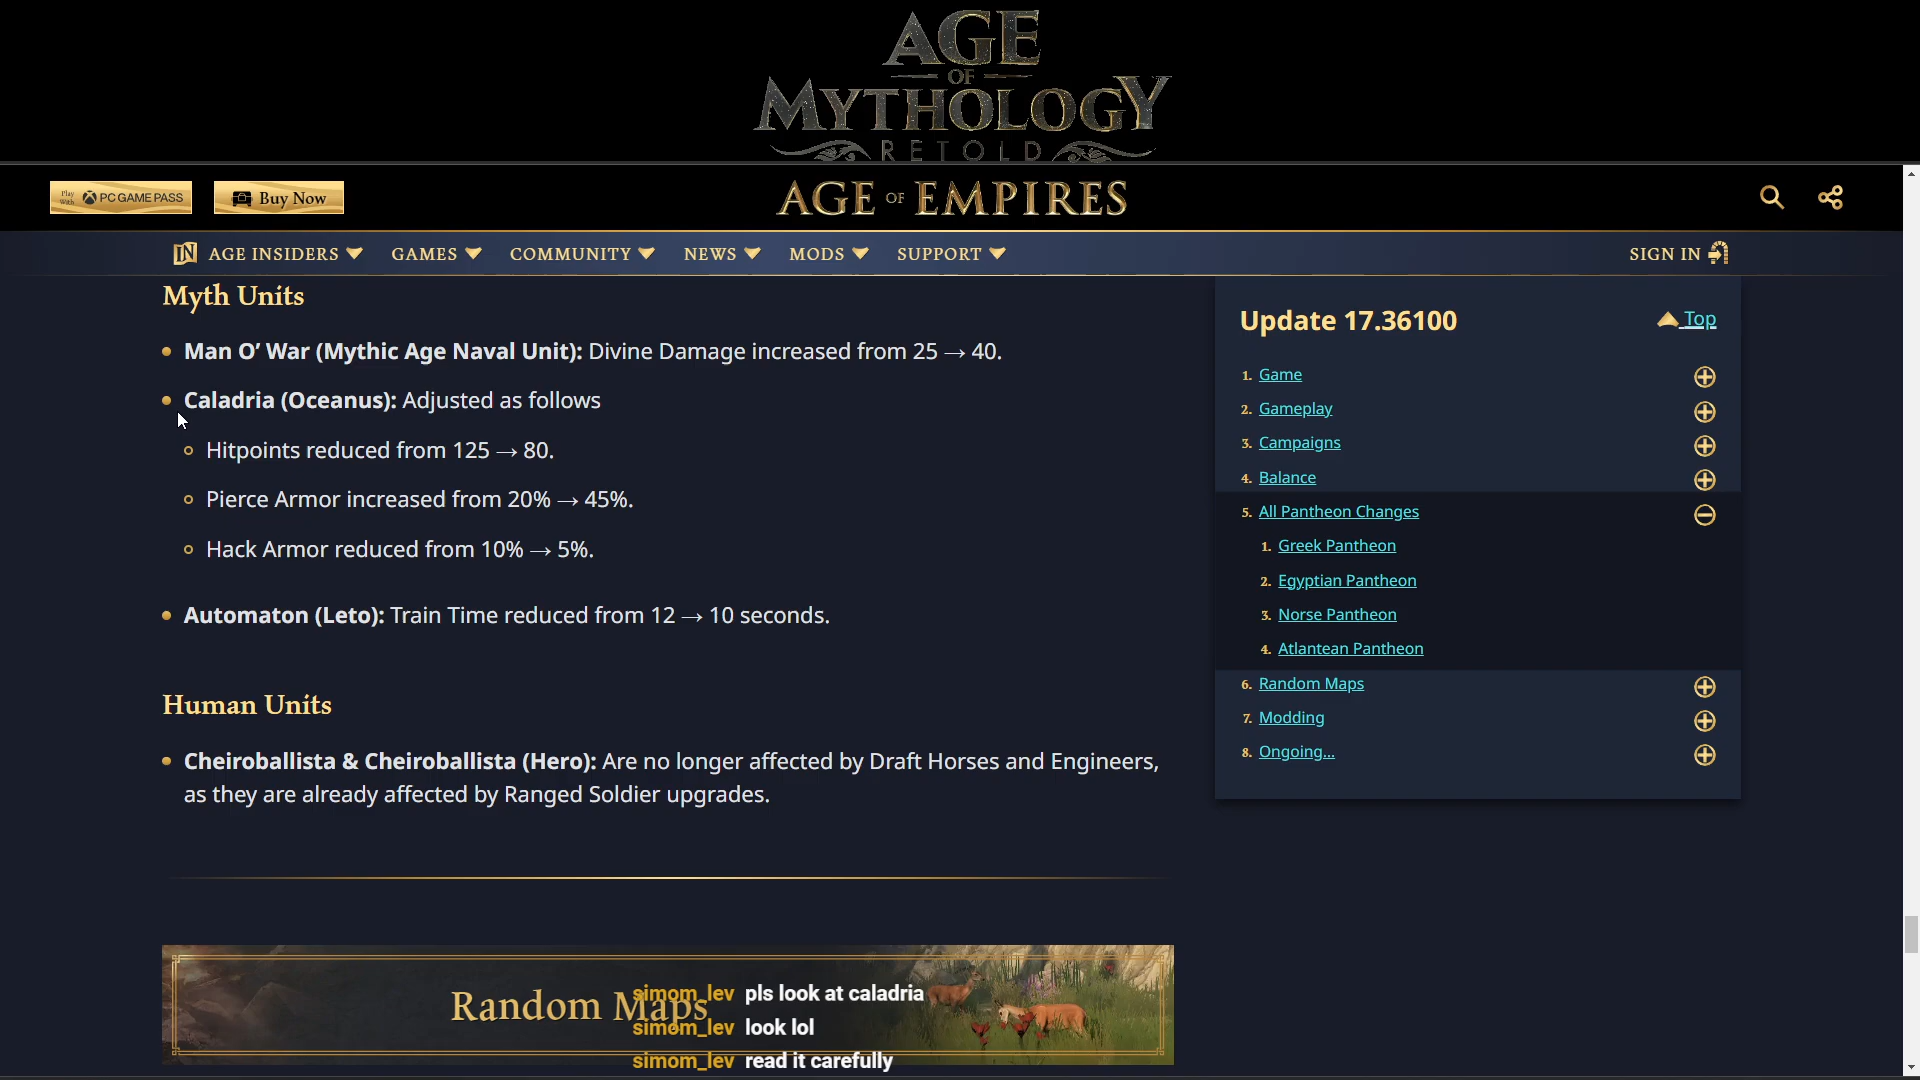 AGE
OF
MYTHOLOGY
RETOLD
Play With XBOX PC GAME PASS
Buy Now
AGE OF EMPIRES
IN AGE INSIDERS
GAMES
COMMUNITY
NEWS
MODS
SUPPORT
SIGN IN
Myth Units
Man O’ War (Mythic Age Naval Unit): Divine Damage increased from 25 → 40.
Caladria (Oceanus): Adjusted as follows
Hitpoints reduced from 125 → 80.
Pierce Armor increased from 20% → 45%.
Hack Armor reduced from 10% → 5%.
Automaton (Leto): Train Time reduced from 12 → 10 seconds.
Human Units
Cheiroballista & Cheiroballista (Hero): Are no longer affected by Draft Horses and Engineers,
as they are already affected by Ranged Soldier upgrades.
Update 17.36100
Top
1. Game
2. Gameplay
3. Campaigns
4. Balance
5. All Pantheon Changes
1. Greek Pantheon
2. Egyptian Pantheon
3. Norse Pantheon
4. Atlantean Pantheon
6. Random Maps
7. Modding
8. Ongoing...
Random Maps
simom_lev pls look at caladria
simom_lev look lol
simom_lev read it carefully